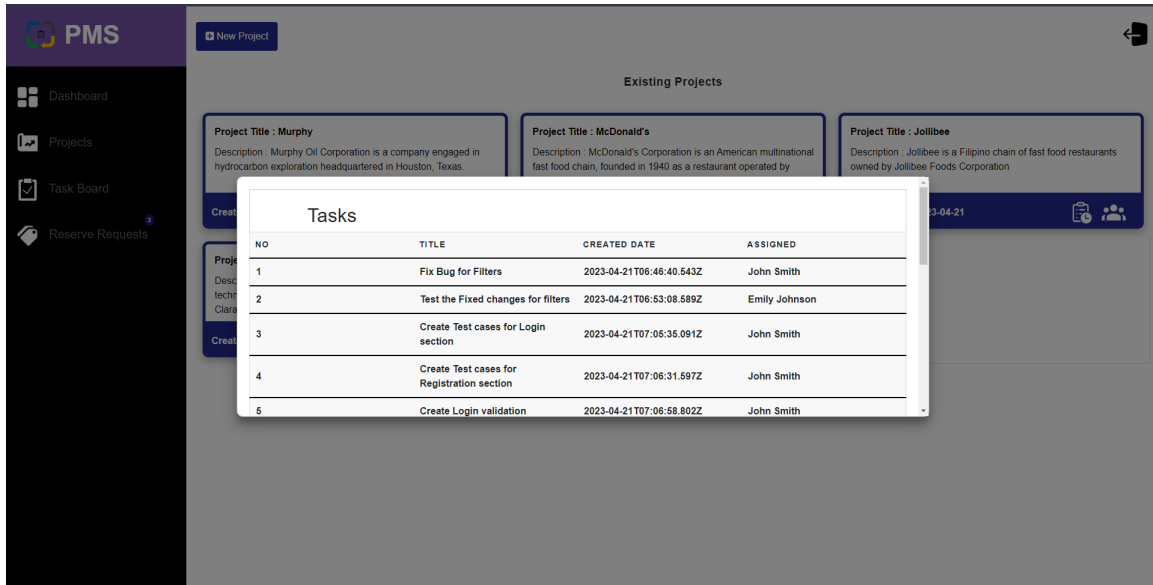 PMS
New Project
Existing Projects
Dashboard
Projects
Task Board
Reserve Requests
Project Title : Murphy
Description : Murphy Oil Corporation is a company engaged in
hydrocarbon exploration headquartered in Houston, Texas.
Project Title : McDonald's
Description : McDonald's Corporation is an American multinational
fast food chain, founded in 1940 as a restaurant operated by
Project Title : Jollibee
Description : Jollibee is a Filipino chain of fast food restaurants
owned by Jollibee Foods Corporation
Creat
23-04-21
Proje
Desc
techn
Clara
Creat
Tasks
NO TITLE CREATED DATE ASSIGNED
1 Fix Bug for Filters 2023-04-21T06:46:40.543Z John Smith
2 Test the Fixed changes for filters 2023-04-21T06:53:08.589Z Emily Johnson
3 Create Test cases for Login
section 2023-04-21T07:05:35.091Z John Smith
4 Create Test cases for
Registration section 2023-04-21T07:06:31.597Z John Smith
5 Create Login validation 2023-04-21T07:06:58.802Z John Smith